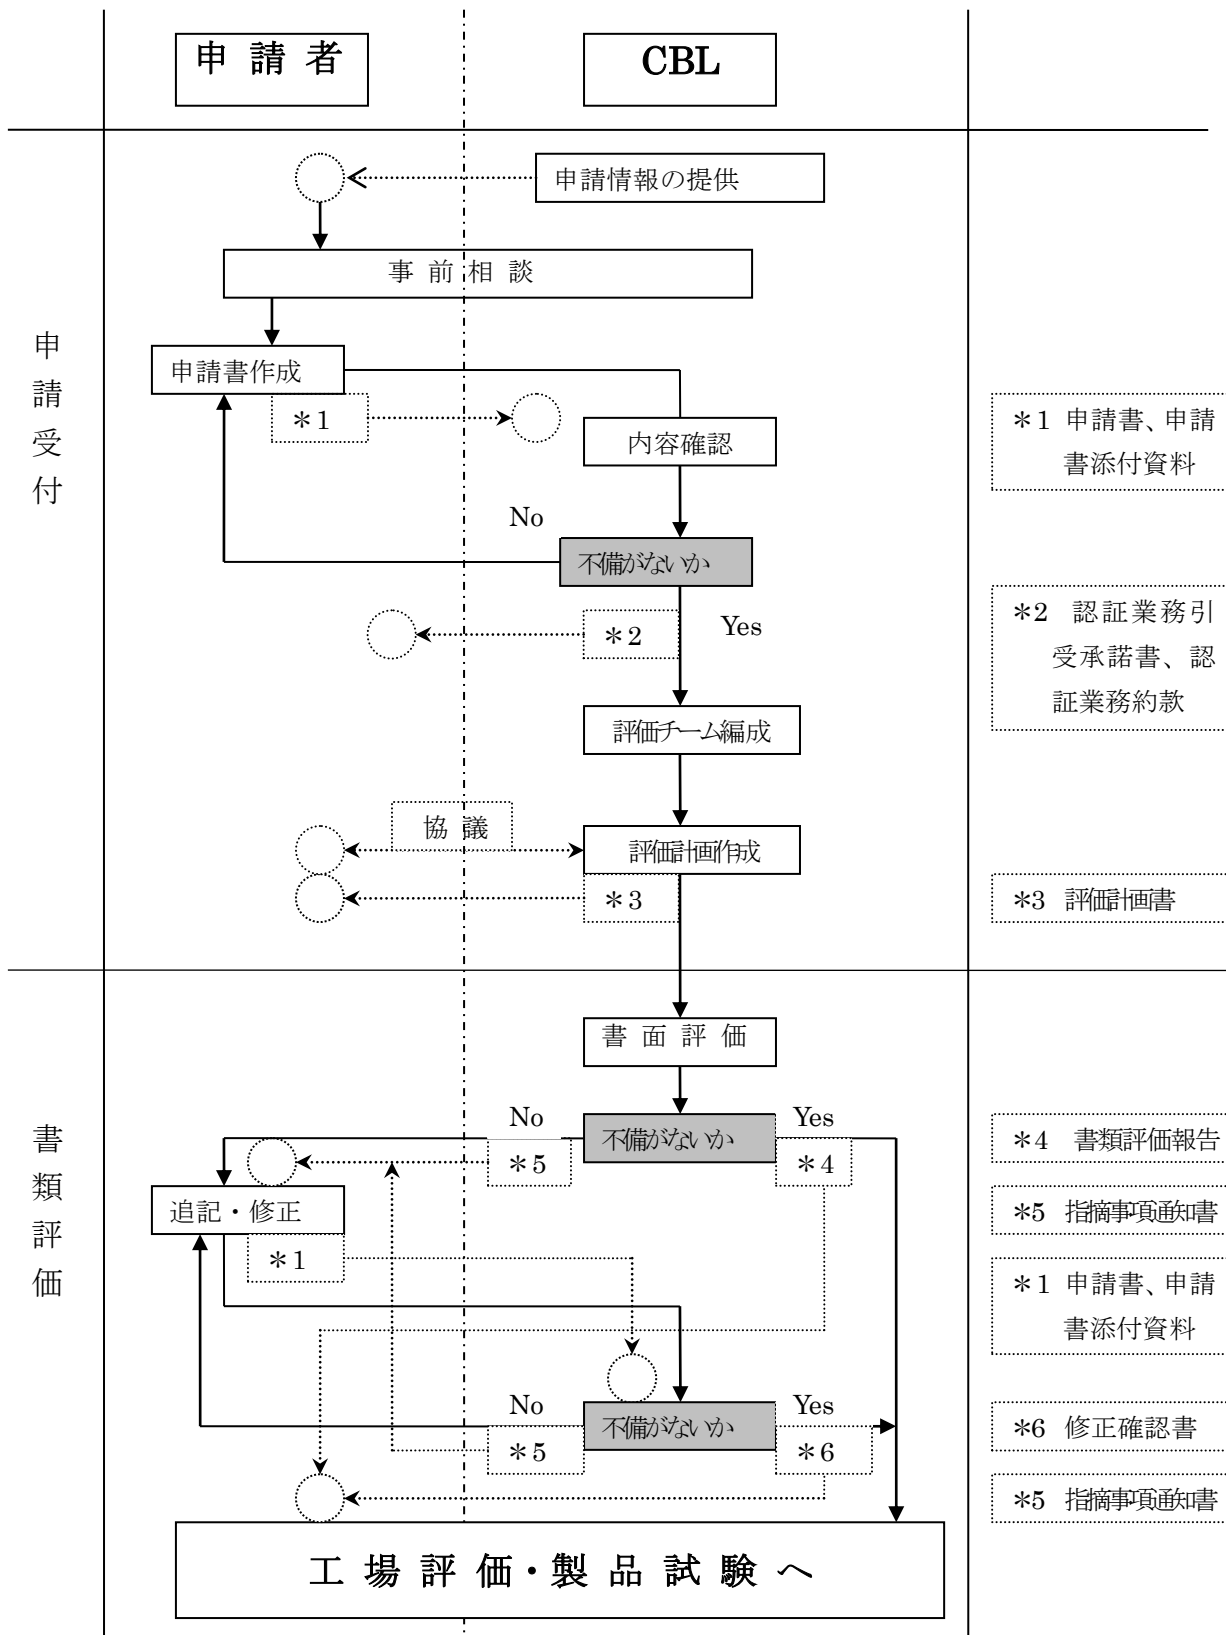 申 請 者
CBL
申請受付
申請情報の提供
事 前 相 談
申請書作成
*1
内容確認
*1 申請書、申請
書添付資料
No
不備がないか
*2
Yes
*2 認証業務引
受承諾書、認
証業務約款
評価チーム編成
協 議
評価計画作成
*3
*3 評価計画書
書類評価
書 面 評 価
No
不備がないか
Yes
*5
*4
*4 書類評価報告
追記・修正
*5 指摘事項通知書
*1
*1 申請書、申請
書添付資料
No
不備がないか
Yes
*5
*6
*6 修正確認書
*5 指摘事項通知書
工 場 評 価・製 品 試 験 へ